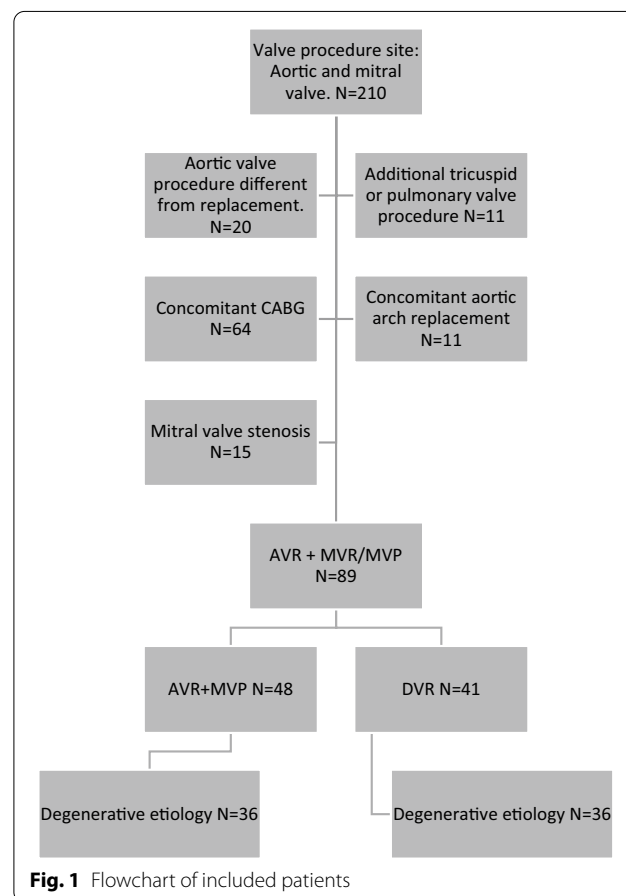 Valve procedure site:
Aortic and mitral
valve. N=210
Aortic valve
procedure different
from replacement.
N=20
Additional tricuspid
or pulmonary valve
procedure N=11
Concomitant CABG
N=64
Concomitant aortic
arch replacement
N=11
Mitral valve stenosis
N=15
AVR + MVR/MVP
N=89
AVR+MVP N=48
DVR N=41
Degenerative etiology N=36
Degenerative etiology N=36
Fig. 1 Flowchart of included patients